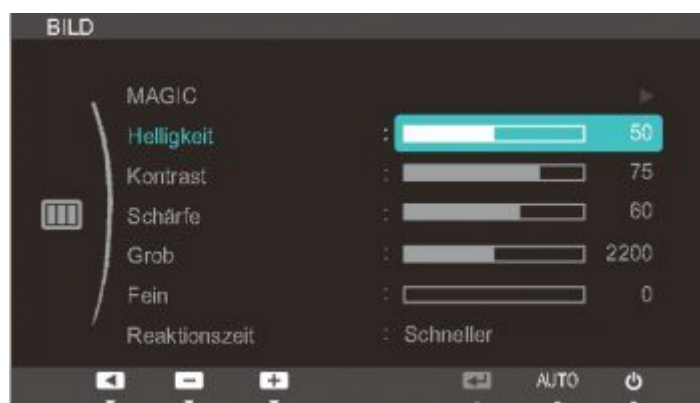 BILD
MAGIC
Helligkeit : 50
Kontrast : 75
Schärfe : 60
Grob : 2200
Fein : 0
Reaktionszeit : Schneller
AUTO